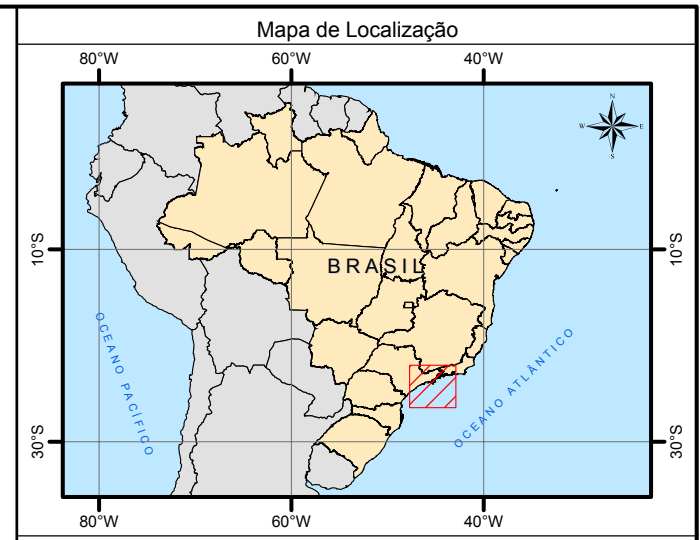 Mapa de Localização
80°W 60°W 40°W
N
W E
S
10°S 10°S
BRASIL
OCEANO PACÍFICO
OCEANO ATLÂNTICO
30°S 30°S
80°W 60°W 40°W